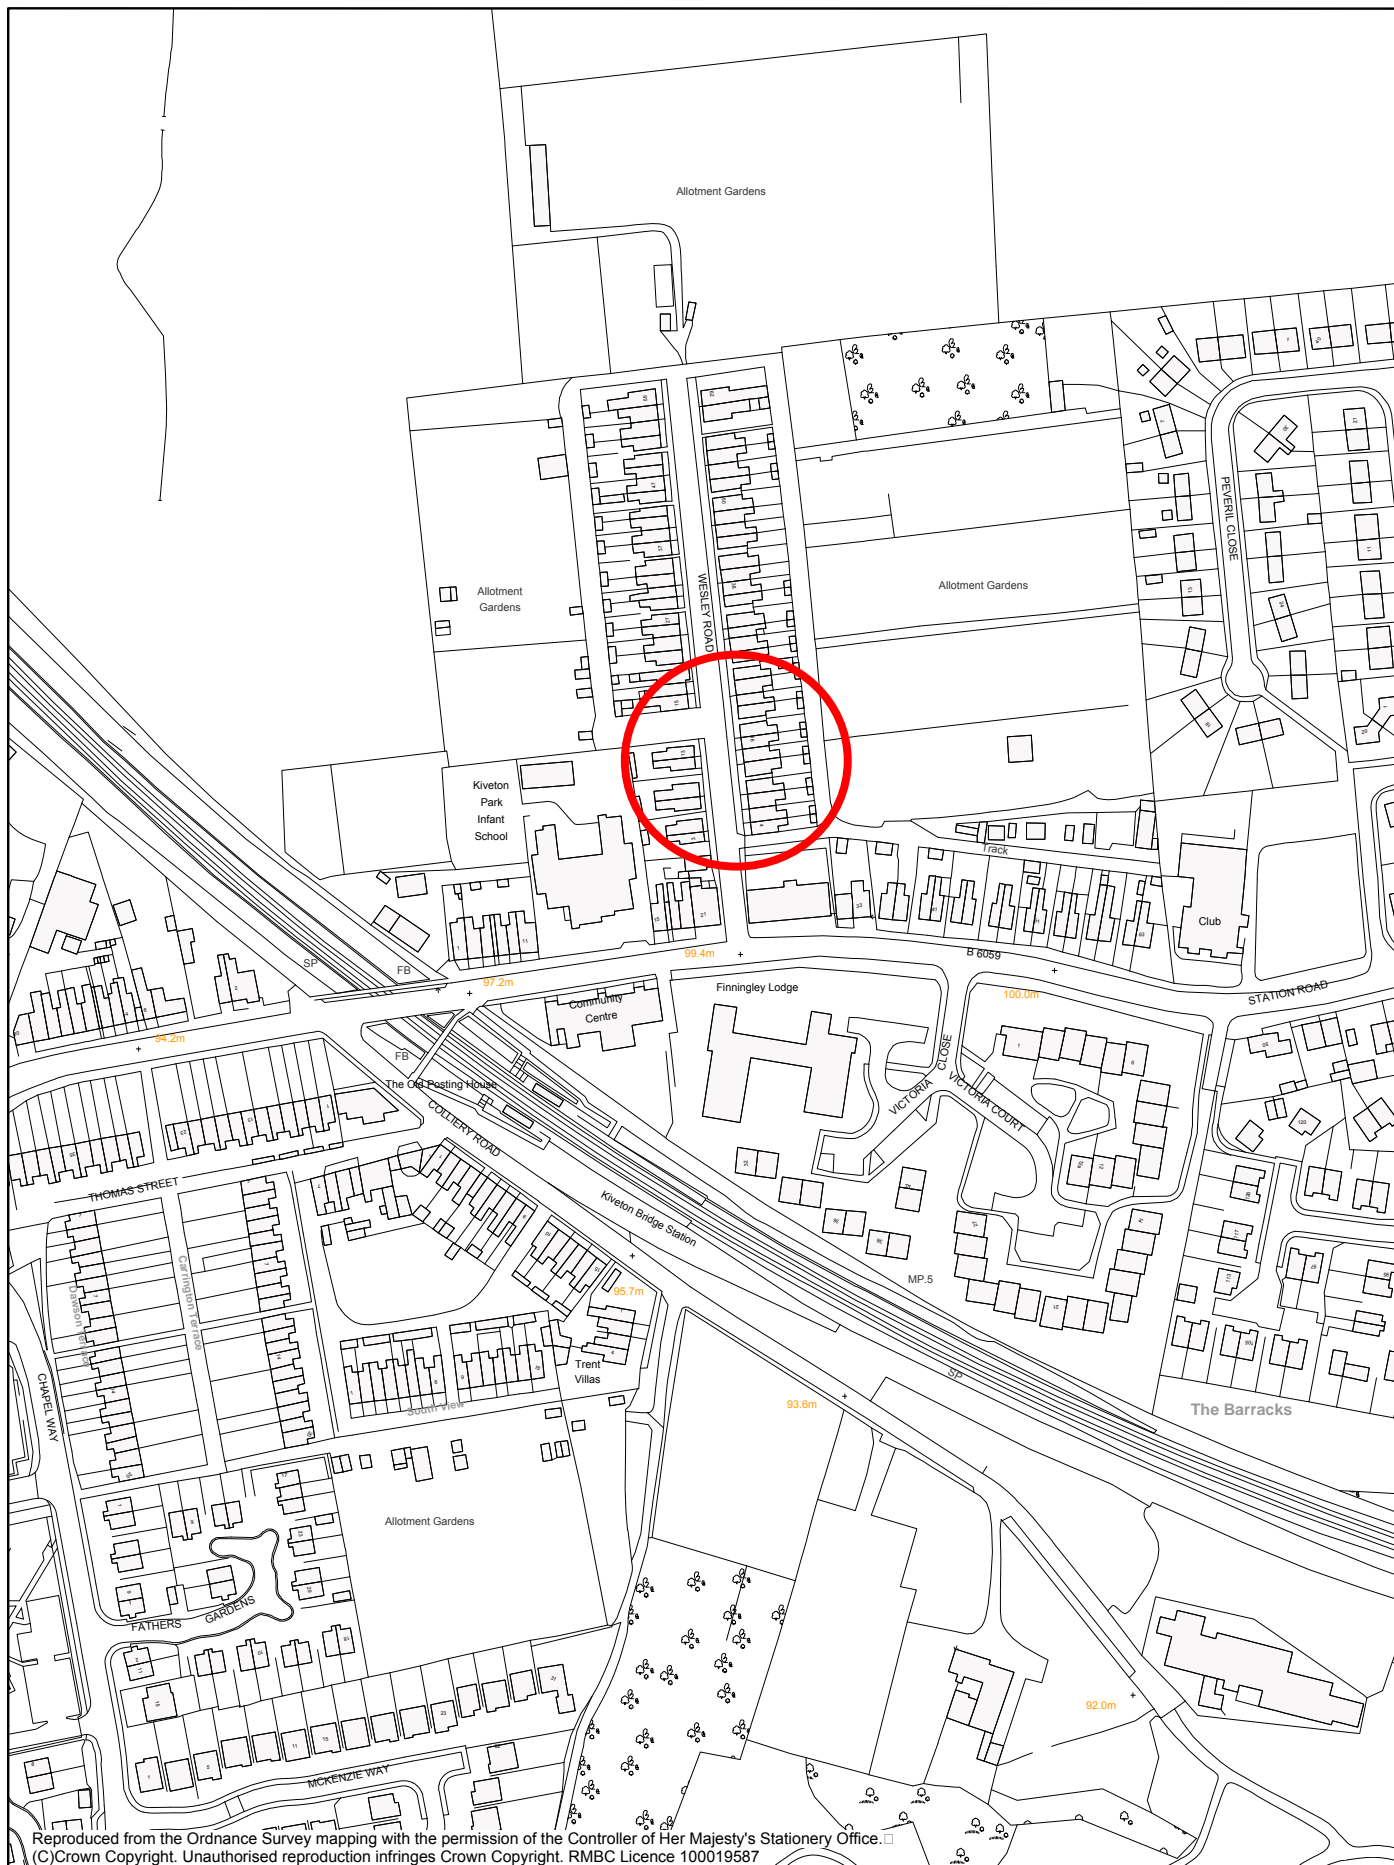 Allotment Gardens
PEVERIL CLOSE
WESLEY ROAD
Allotment
Gardens
Allotment Gardens
Kiveton
Park
Infant
School
Track
Club
SP
FB
99.4m
B 6059
97.2m
Finningley Lodge
100.0m
STATION ROAD
Community
Centre
94.2m
FB
The Old Posting House
VICTORIA CLOSE
VICTORIA COURT
COLLIERY ROAD
THOMAS STREET
Kiveton Bridge Station
MP.5
Carrington Terrace
Dawson Terrace
95.7m
Trent
Villas
SP
CHAPEL WAY
South View
93.6m
The Barracks
Allotment Gardens
FATHERS GARDENS
92.0m
MCKENZIE WAY
Reproduced from the Ordnance Survey mapping with the permission of the Controller of Her Majesty's Stationery Office.
(C)Crown Copyright. Unauthorised reproduction infringes Crown Copyright. RMBC Licence 100019587